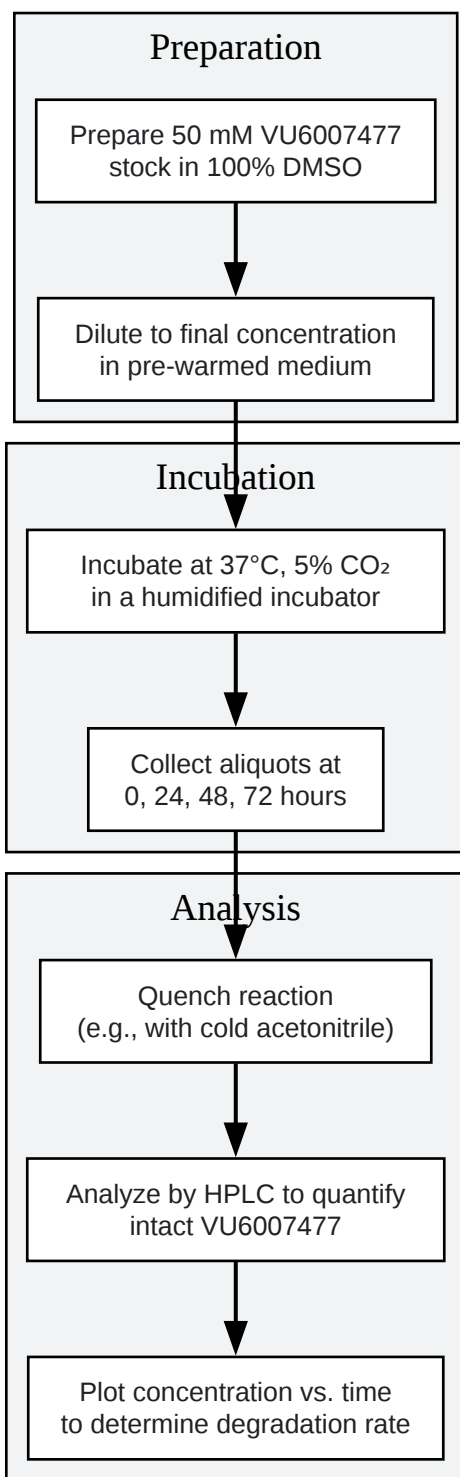 Preparation
Prepare 50 mM VU6007477
stock in 100% DMSO
Dilute to final concentration
in pre-warmed medium
Incubation
Incubate at 37°C, 5% CO₂
in a humidified incubator
Collect aliquots at
0, 24, 48, 72 hours
Analysis
Quench reaction
(e.g., with cold acetonitrile)
Analyze by HPLC to quantify
intact VU6007477
Plot concentration vs. time
to determine degradation rate